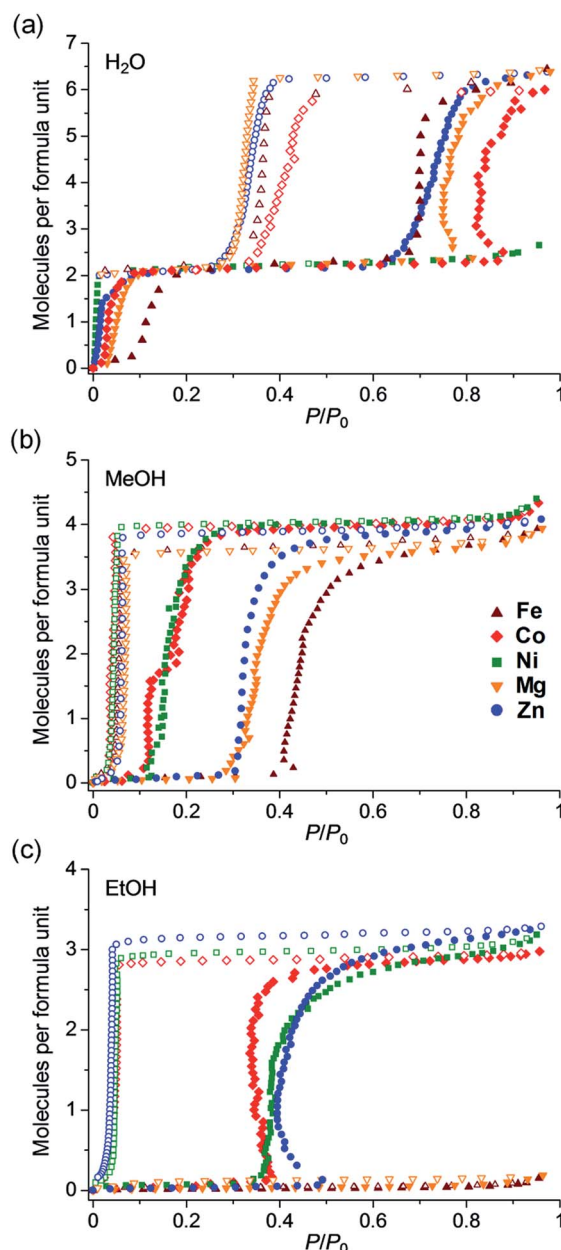 (a)
H₂O
Molecules per formula unit
7
6
5
4
3
2
1
0
0 0.2 0.4 0.6 0.8 1
P/P₀
(b)
MeOH
Molecules per formula unit
5
4
3
2
1
0
0 0.2 0.4 0.6 0.8 1
P/P₀
Fe
Co
Ni
Mg
Zn
(c)
EtOH
Molecules per formula unit
4
3
2
1
0
0 0.2 0.4 0.6 0.8 1
P/P₀